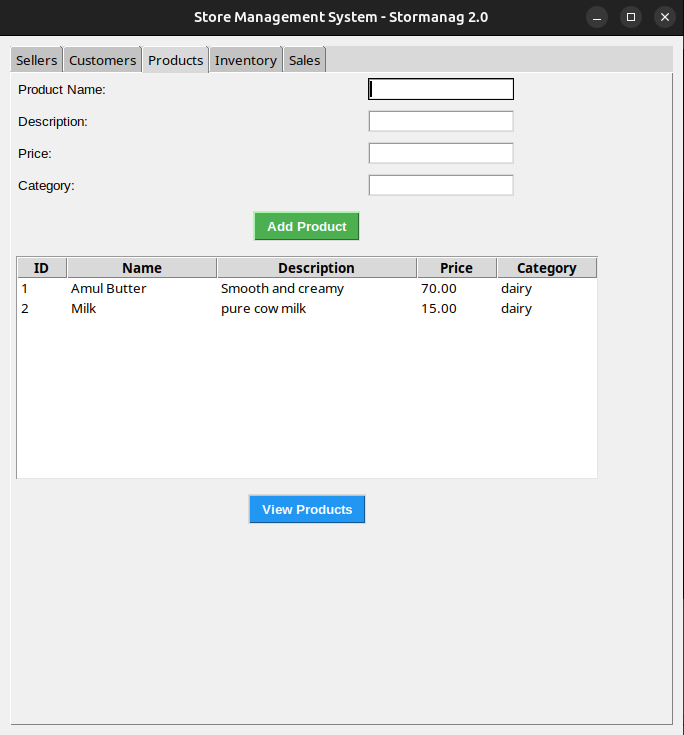 Store Management System - Stormanag 2.0
Sellers Customers Products Inventory Sales
Product Name:
Description:
Price:
Category:
Add Product
ID Name Description Price Category
1 Amul Butter Smooth and creamy 70.00 dairy
2 Milk pure cow milk 15.00 dairy
View Products